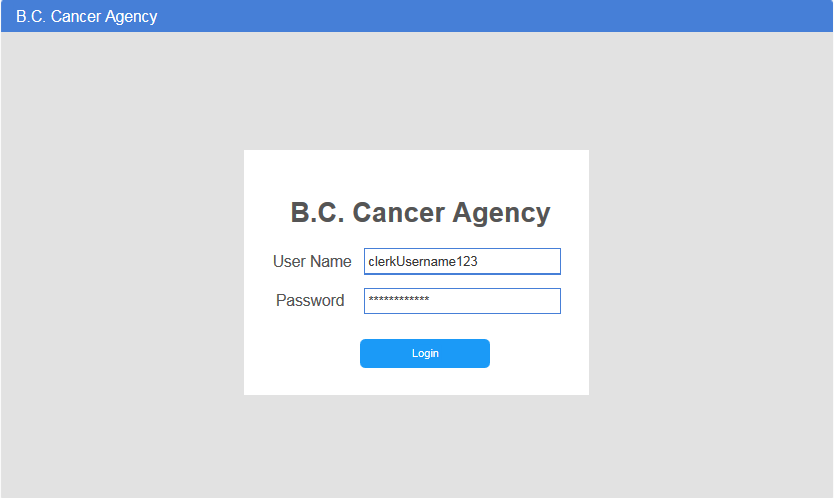 B.C. Cancer Agency
B.C. Cancer Agency
User Name clerkUsername123
Password ************
Login